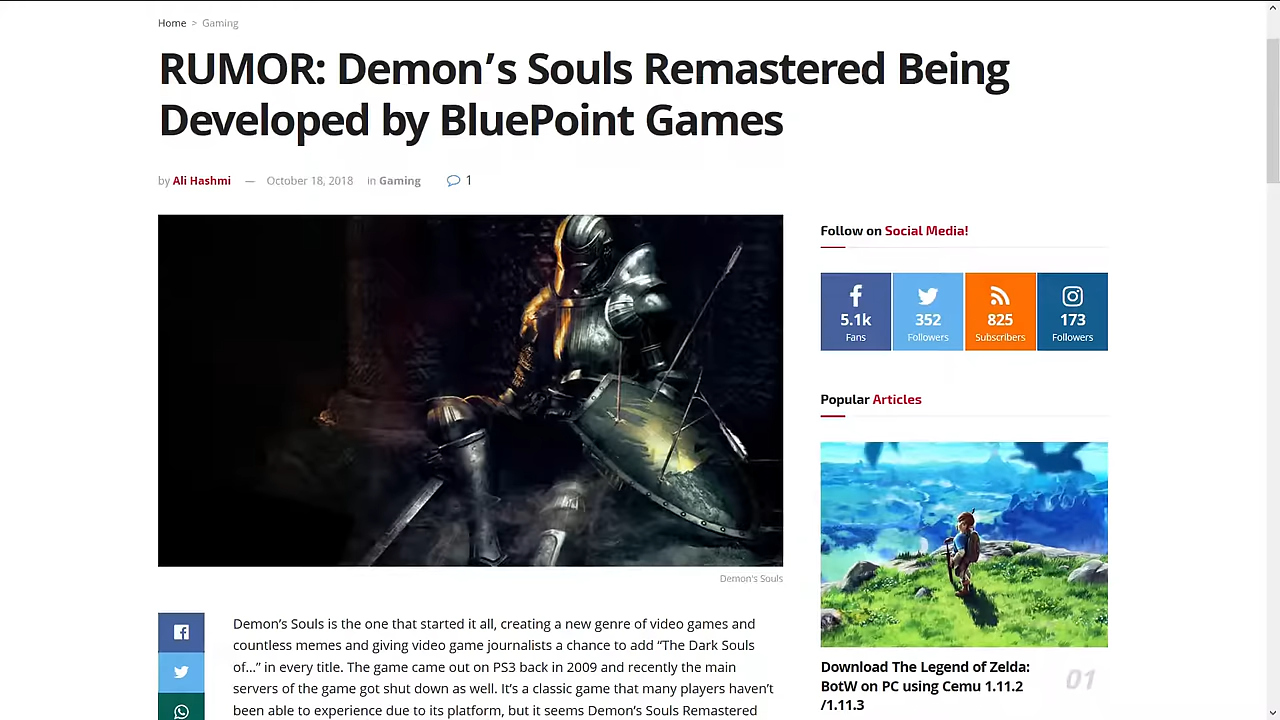 Home > Gaming
RUMOR: Demon’s Souls Remastered Being
Developed by BluePoint Games
by Ali Hashmi — October 18, 2018 in Gaming 1
Follow on Social Media!
5.1k
Fans
352
Followers
825
Subscribers
173
Followers
Popular Articles
Demon's Souls
Demon’s Souls is the one that started it all, creating a new genre of video games and
countless memes and giving video game journalists a chance to add “The Dark Souls
of…” in every title. The game came out on PS3 back in 2009 and recently the main
servers of the game got shut down as well. It’s a classic game that many players haven’t
been able to experience due to its platform, but it seems Demon’s Souls Remastered
Download The Legend of Zelda:
BotW on PC using Cemu 1.11.2
/1.11.3
01